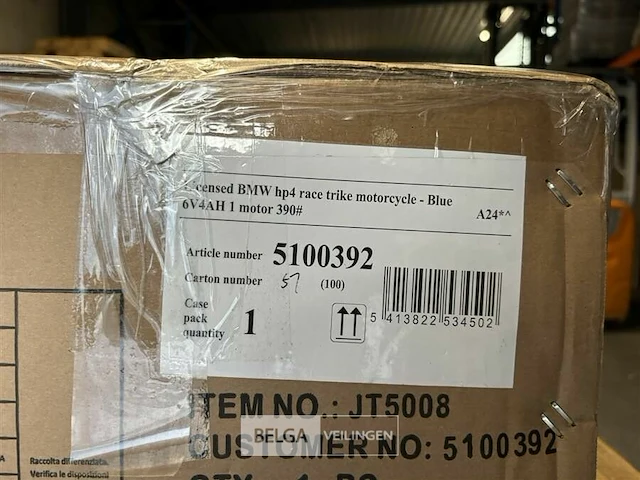 Licensed BMW hp4 race trike motorcycle - Blue
6V4AH 1 motor 390#
A24*^
Article number 5100392
Carton number 57 (100)
Case
pack
quantity 1
5 413822 534502
ITEM NO.: JT5008
BELGA VEILINGEN
CUSTOMER NO: 5100392
Raccolta differenziata.
Verifica le disposizioni